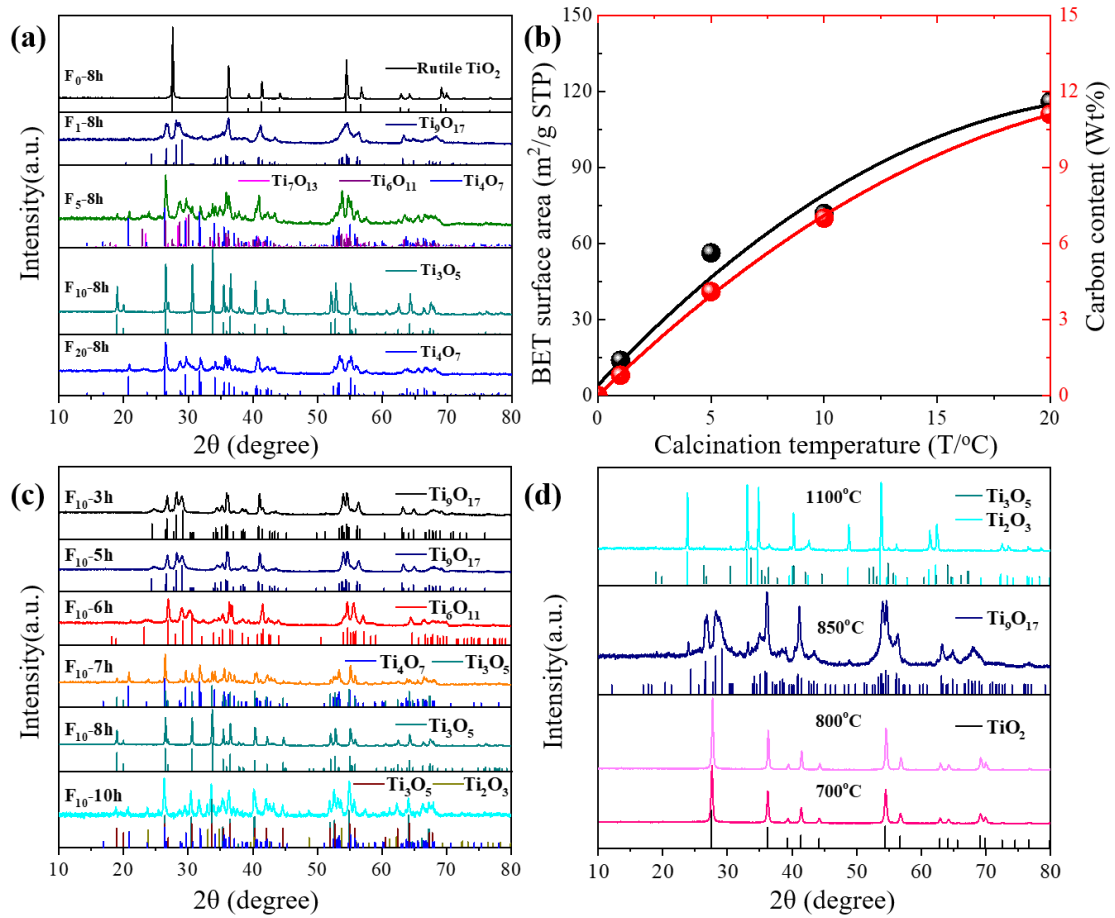 (a)
F₀-8h
Rutile TiO₂
F₁-8h
Ti₉O₁₇
Ti₇O₁₃ Ti₆O₁₁ Ti₄O₇
F₅-8h
Ti₃O₅
F₁₀-8h
F₂₀-8h
Ti₄O₇
Intensity(a.u.)
10 20 30 40 50 60 70 80
2θ (degree)
(b)
150
120
90
60
30
0
BET surface area (m²/g STP)
15
12
9
6
3
0
Carbon content (Wt%)
0 5 10 15 20
Calcination temperature (T/°C)
(c)
F₁₀-3h
Ti₉O₁₇
F₁₀-5h
Ti₉O₁₇
F₁₀-6h
Ti₆O₁₁
F₁₀-7h
Ti₄O₇ Ti₃O₅
F₁₀-8h
Ti₃O₅
F₁₀-10h
Ti₃O₅ Ti₂O₃
Intensity(a.u.)
10 20 30 40 50 60 70 80
2θ (degree)
(d)
1100°C
Ti₃O₅
Ti₂O₃
850°C
Ti₉O₁₇
800°C
TiO₂
700°C
Intensity(a.u.)
10 20 30 40 50 60 70 80
2θ (degree)